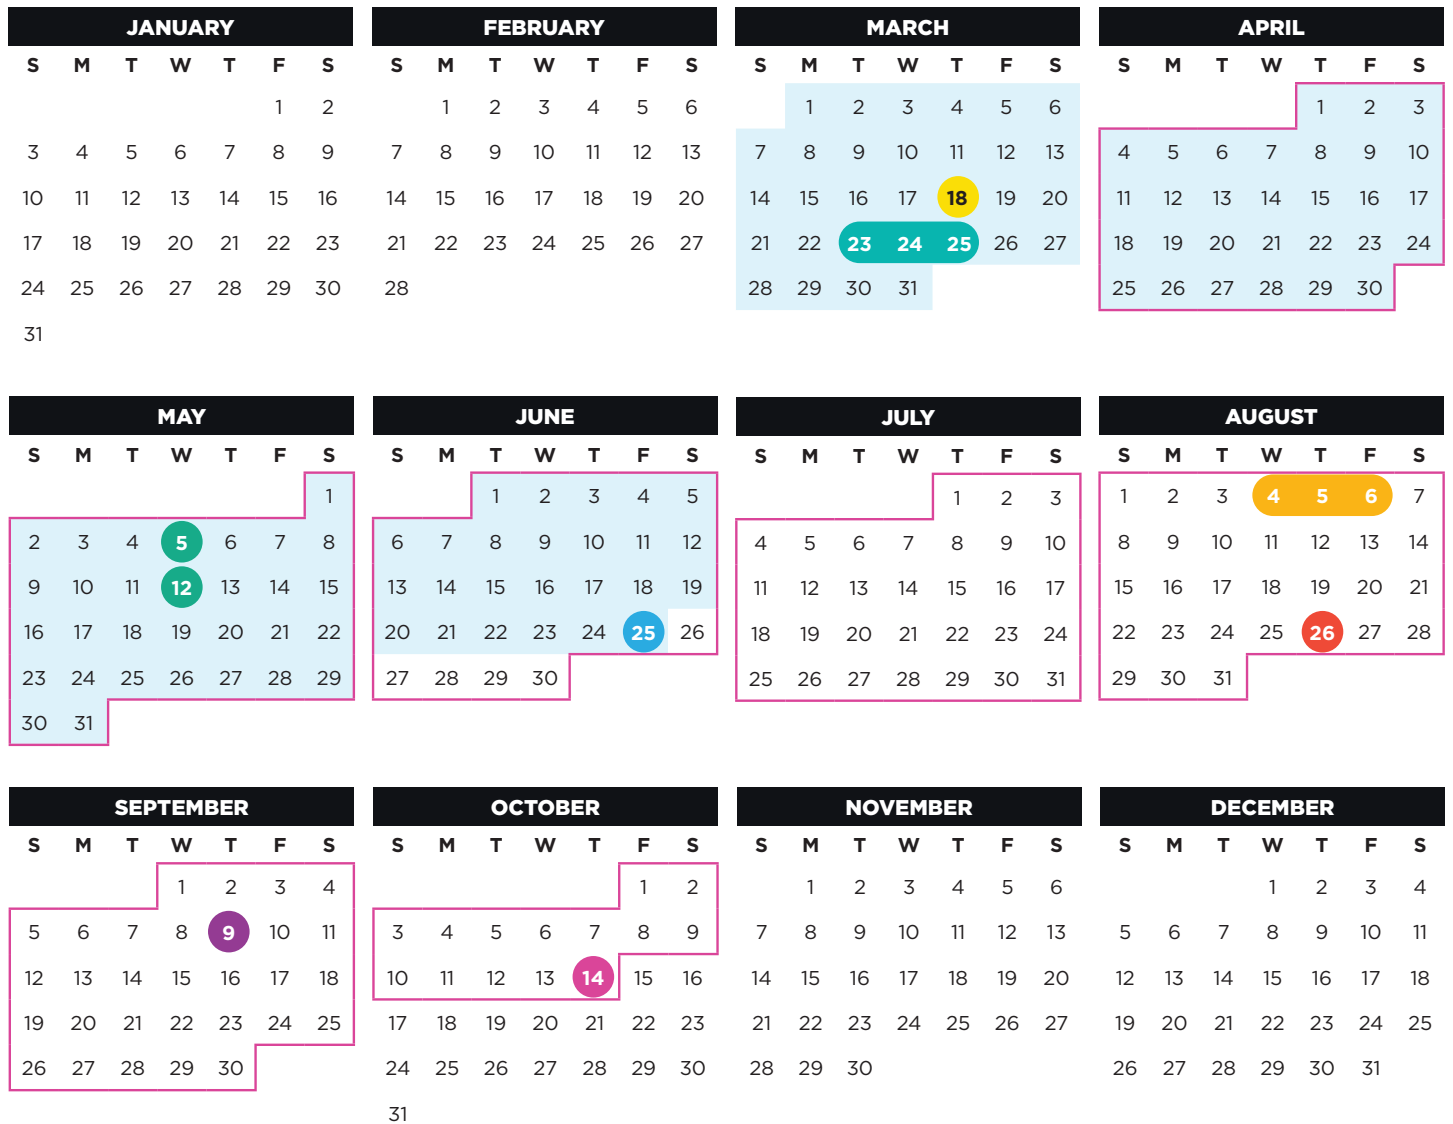 JANUARY
S M T W T F S
1 2
3 4 5 6 7 8 9
10 11 12 13 14 15 16
17 18 19 20 21 22 23
24 25 26 27 28 29 30
31
FEBRUARY
S M T W T F S
1 2 3 4 5 6
7 8 9 10 11 12 13
14 15 16 17 18 19 20
21 22 23 24 25 26 27
28
MARCH
S M T W T F S
1 2 3 4 5 6
7 8 9 10 11 12 13
14 15 16 17 18 19 20
21 22 23 24 25 26 27
28 29 30 31
APRIL
S M T W T F S
1 2 3
4 5 6 7 8 9 10
11 12 13 14 15 16 17
18 19 20 21 22 23 24
25 26 27 28 29 30
MAY
S M T W T F S
1
2 3 4 5 6 7 8
9 10 11 12 13 14 15
16 17 18 19 20 21 22
23 24 25 26 27 28 29
30 31
JUNE
S M T W T F S
1 2 3 4 5
6 7 8 9 10 11 12
13 14 15 16 17 18 19
20 21 22 23 24 25 26
27 28 29 30
JULY
S M T W T F S
1 2 3
4 5 6 7 8 9 10
11 12 13 14 15 16 17
18 19 20 21 22 23 24
25 26 27 28 29 30 31
AUGUST
S M T W T F S
1 2 3 4 5 6 7
8 9 10 11 12 13 14
15 16 17 18 19 20 21
22 23 24 25 26 27 28
29 30 31
SEPTEMBER
S M T W T F S
1 2 3 4
5 6 7 8 9 10 11
12 13 14 15 16 17 18
19 20 21 22 23 24 25
26 27 28 29 30
OCTOBER
S M T W T F S
1 2
3 4 5 6 7 8 9
10 11 12 13 14 15 16
17 18 19 20 21 22 23
24 25 26 27 28 29 30
31
NOVEMBER
S M T W T F S
1 2 3 4 5 6
7 8 9 10 11 12 13
14 15 16 17 18 19 20
21 22 23 24 25 26 27
28 29 30
DECEMBER
S M T W T F S
1 2 3 4
5 6 7 8 9 10 11
12 13 14 15 16 17 18
19 20 21 22 23 24 25
26 27 28 29 30 31